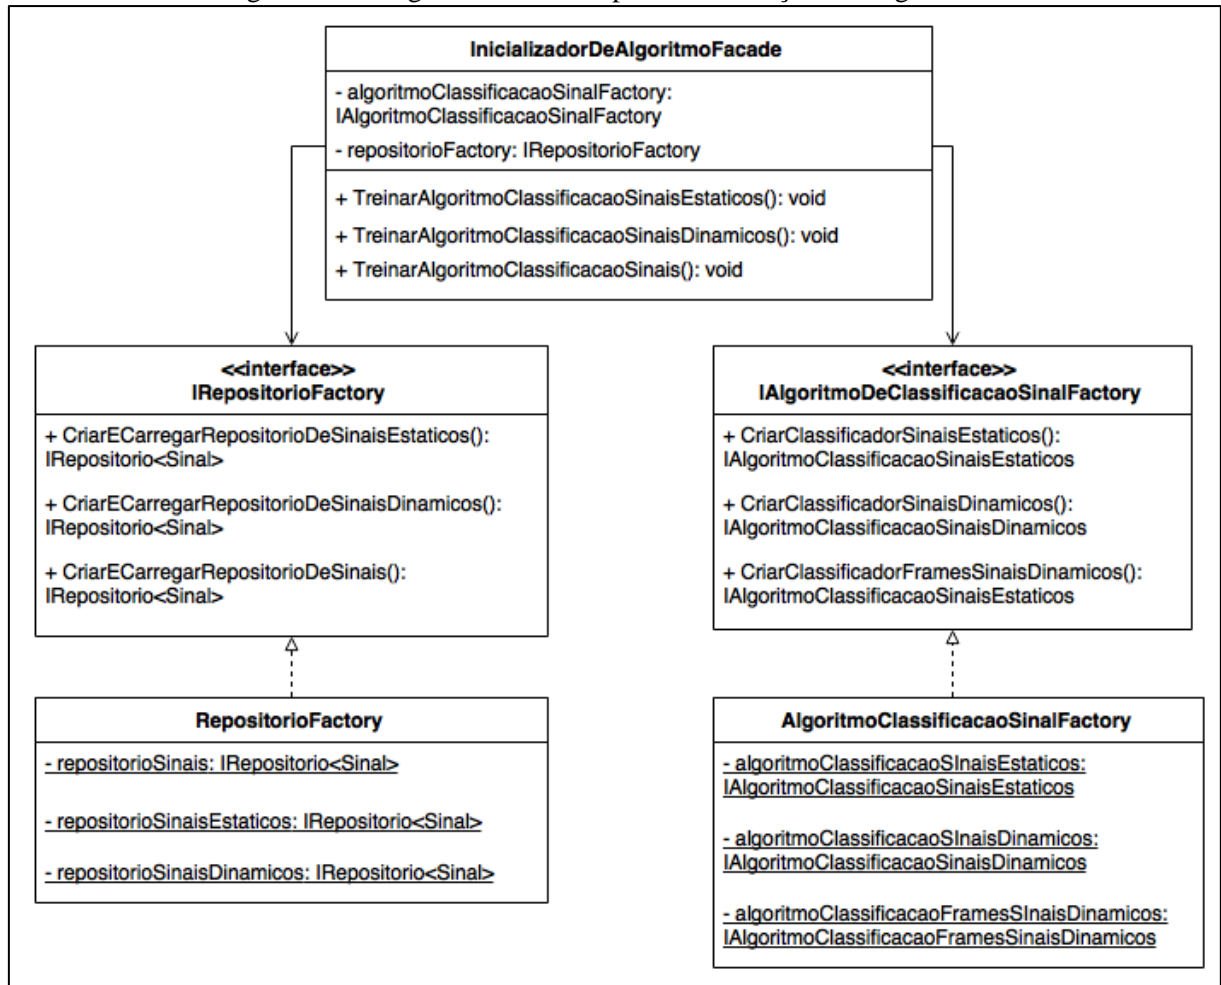 InicializadorDeAlgoritmoFacade
- algoritmoClassificacaoSinalFactory:
IAlgoritmoClassificacaoSinalFactory
- repositorioFactory: IRepositorioFactory
+ TreinarAlgoritmoClassificacaoSinaisEstaticos(): void
+ TreinarAlgoritmoClassificacaoSinaisDinamicos(): void
+ TreinarAlgoritmoClassificacaoSinais(): void
<<interface>>
IRepositorioFactory
+ CriarECarregarRepositorioDeSinaisEstaticos():
IRepositorio<Sinal>
+ CriarECarregarRepositorioDeSinaisDinamicos():
IRepositorio<Sinal>
+ CriarECarregarRepositorioDeSinais():
IRepositorio<Sinal>
<<interface>>
IAlgoritmoDeClassificacaoSinalFactory
+ CriarClassificadorSinaisEstaticos():
IAlgoritmoClassificacaoSinaisEstaticos
+ CriarClassificadorSinaisDinamicos():
IAlgoritmoClassificacaoSinaisDinamicos
+ CriarClassificadorFramesSinaisDinamicos():
IAlgoritmoClassificacaoSinaisEstaticos
RepositorioFactory
- repositorioSinais: IRepositorio<Sinal>
- repositorioSinaisEstaticos: IRepositorio<Sinal>
- repositorioSinaisDinamicos: IRepositorio<Sinal>
AlgoritmoClassificacaoSinalFactory
- algoritmoClassificacaoSInaisEstaticos:
IAlgoritmoClassificacaoSinaisEstaticos
- algoritmoClassificacaoSInaisDinamicos:
IAlgoritmoClassificacaoSinaisDinamicos
- algoritmoClassificacaoFramesSInaisDinamicos:
IAlgoritmoClassificacaoFramesSinaisDinamicos